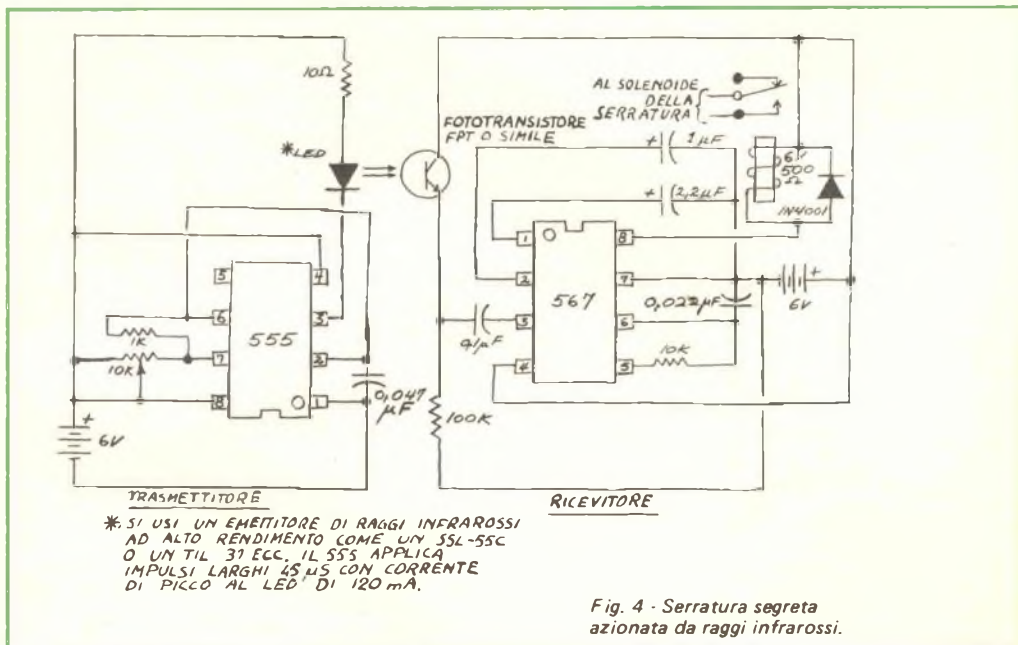 10Ω
*LED
FOTOTRANSISTORE
FPT O SIMILE
AL SOLENOIDE
DELLA
SERRATURA
1µF
2,2µF
6V
500
Ω
1N4001
5
4
6
3
555
7
2
8
1
1K
10K
0,047
µF
+
6V
1
8
2
7
567
3
6
4
5
0,1µF
0,022µF
10K
100K
+
6V
TRASMETTITORE
RICEVITORE
*. SI USI UN EMETTITORE DI RAGGI INFRAROSSI
AD ALTO RENDIMENTO COME UN SSL-55C
O UN TIL 31 ECC. IL 555 APPLICA
IMPULSI LARGHI 45 µS CON CORRENTE
DI PICCO AL LED DI 120 mA.
Fig. 4 - Serratura segreta
azionata da raggi infrarossi.